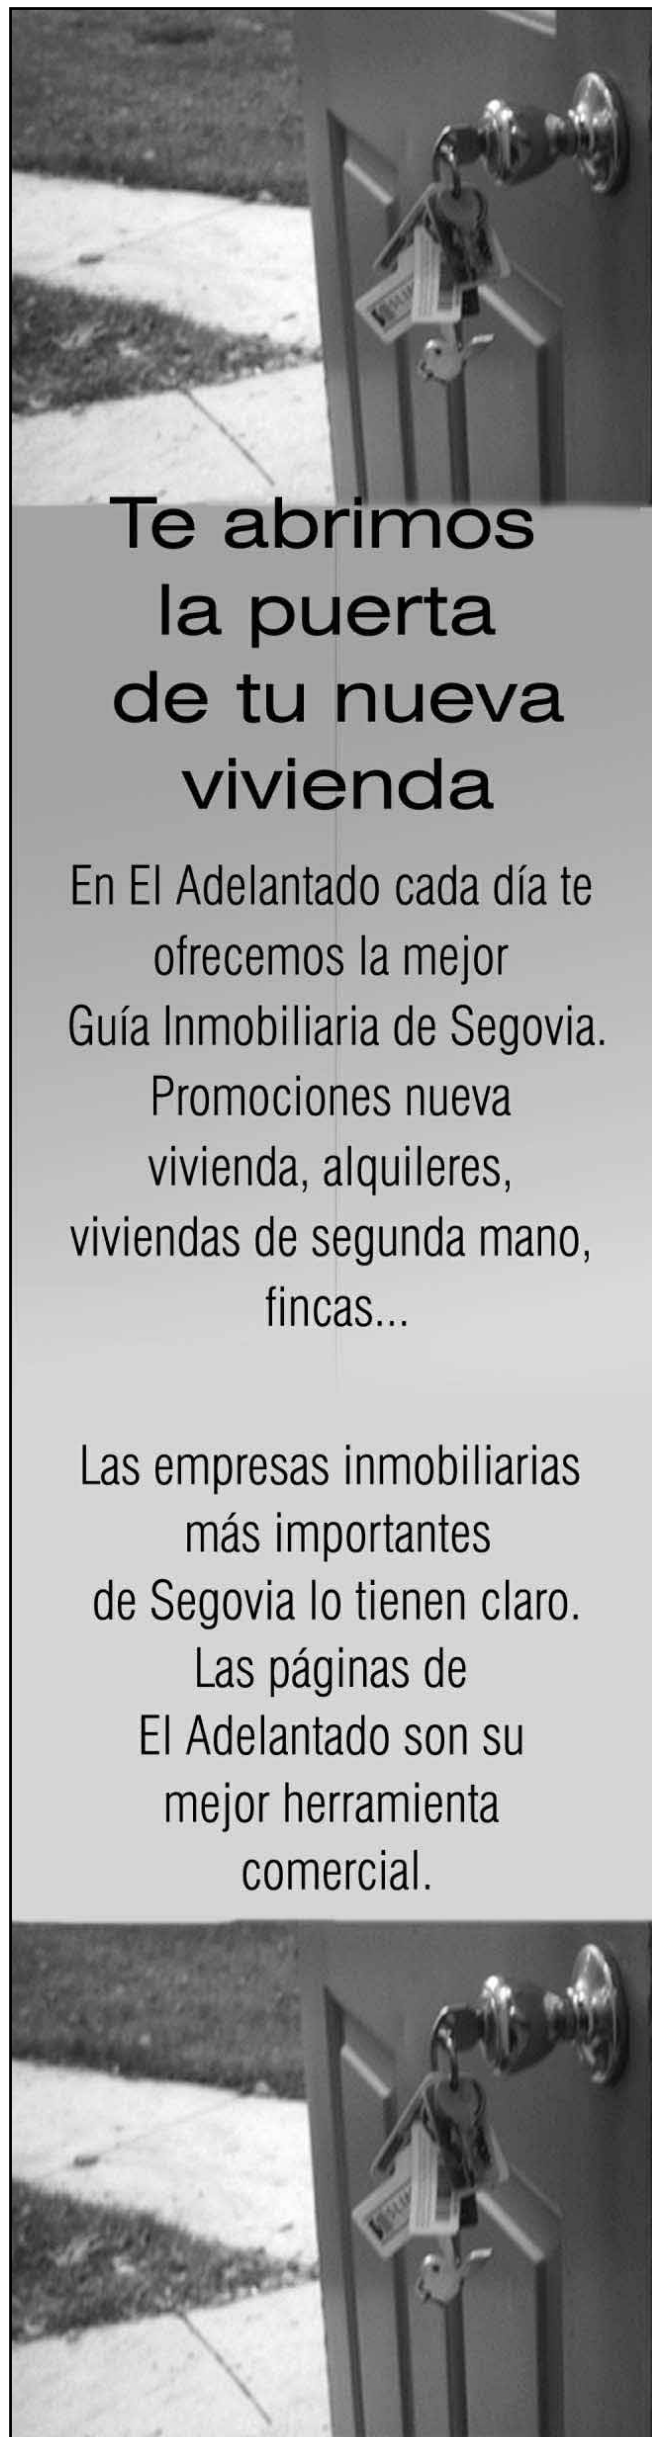 Te abrimos
la puerta
de tu nueva
vivienda
En El Adelantado cada día te
ofrecemos la mejor
Guía Inmobiliaria de Segovia.
Promociones nueva
vivienda, alquileres,
viviendas de segunda mano,
fincas...
Las empresas inmobiliarias
más importantes
de Segovia lo tienen claro.
Las páginas de
El Adelantado son su
mejor herramienta
comercial.